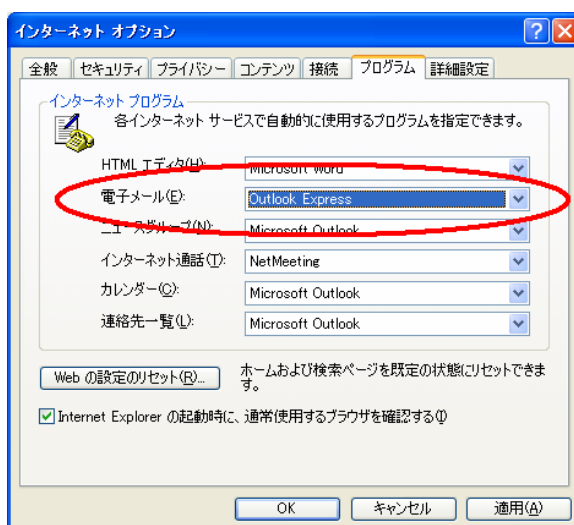 インターネット オプション
全般 セキュリティ プライバシー コンテンツ 接続 プログラム 詳細設定
インターネット プログラム
各インターネット サービスで自動的に使用するプログラムを指定できます。
HTML エディタ(H): Microsoft Word
電子メール(E): Outlook Express
ニュースグループ(N): Microsoft Outlook
インターネット通話(T): NetMeeting
カレンダー(C): Microsoft Outlook
連絡先一覧(L): Microsoft Outlook
Web の設定のリセット(R)... ホームおよび検索ページを既定の状態にリセットできま
す。
Internet Explorer の起動時に、通常使用するブラウザを確認する(I)
OK キャンセル 適用(A)